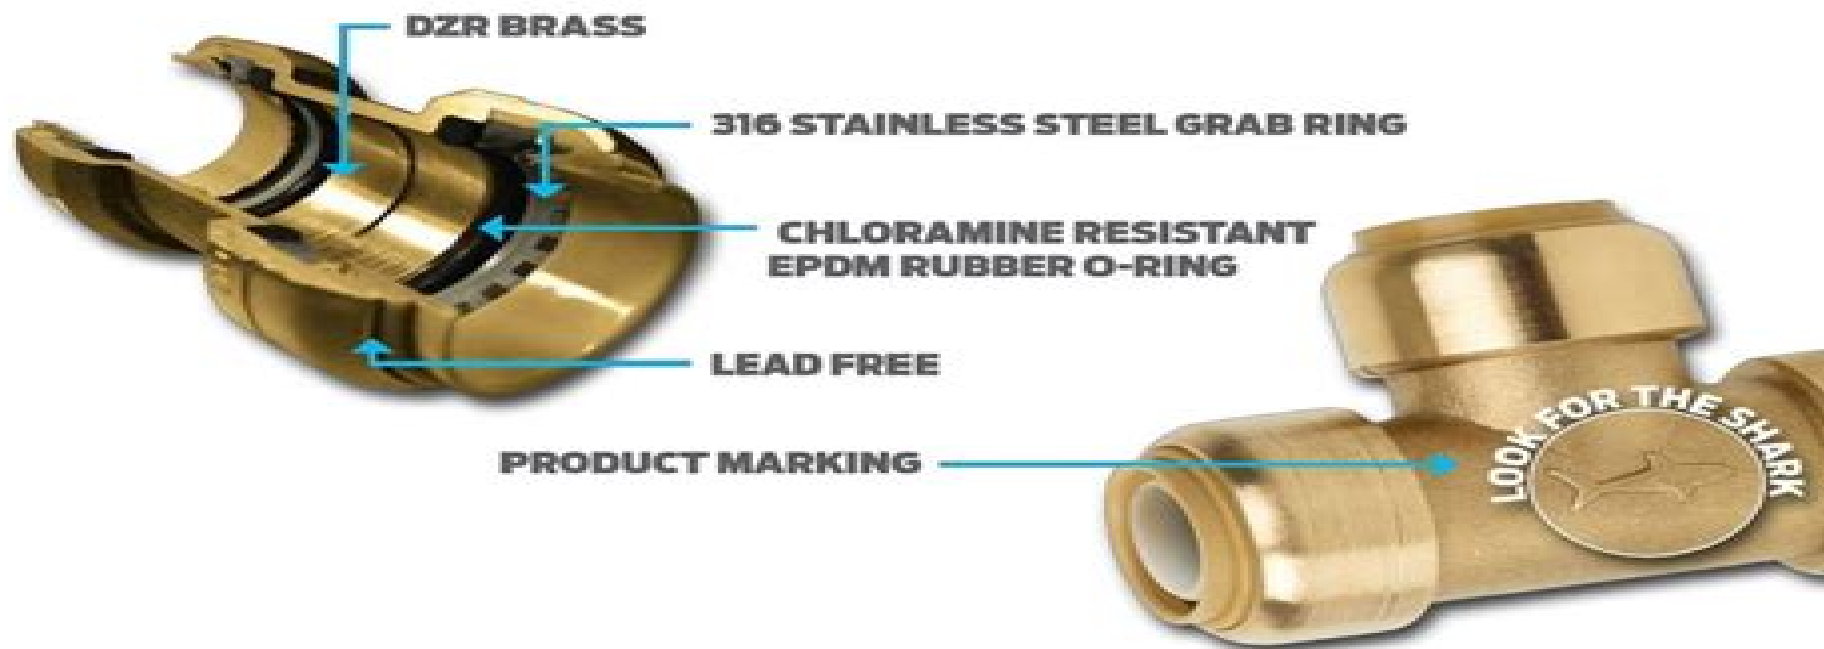 DZR BRASS
316 STAINLESS STEEL GRAB RING
CHLORAMINE RESISTANT
EPDM RUBBER O-RING
LEAD FREE
PRODUCT MARKING
LOOK FOR THE SHARK